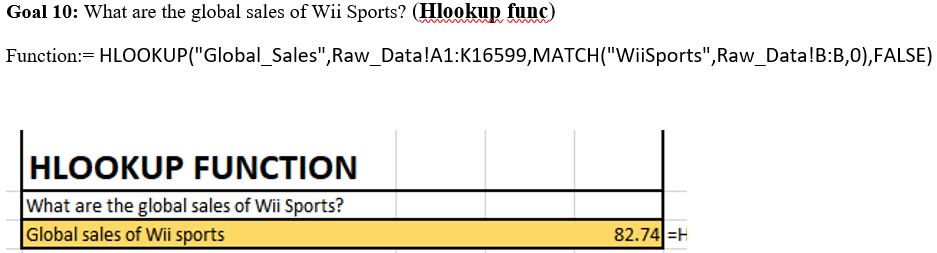 Goal 10: What are the global sales of Wii Sports? (Hlookup func)
Function:= HLOOKUP("Global_Sales",Raw_Data!A1:K16599,MATCH("WiiSports",Raw_Data!B:B,0),FALSE)
HLOOKUP FUNCTION
What are the global sales of Wii Sports?
Global sales of Wii sports 82.74 =H